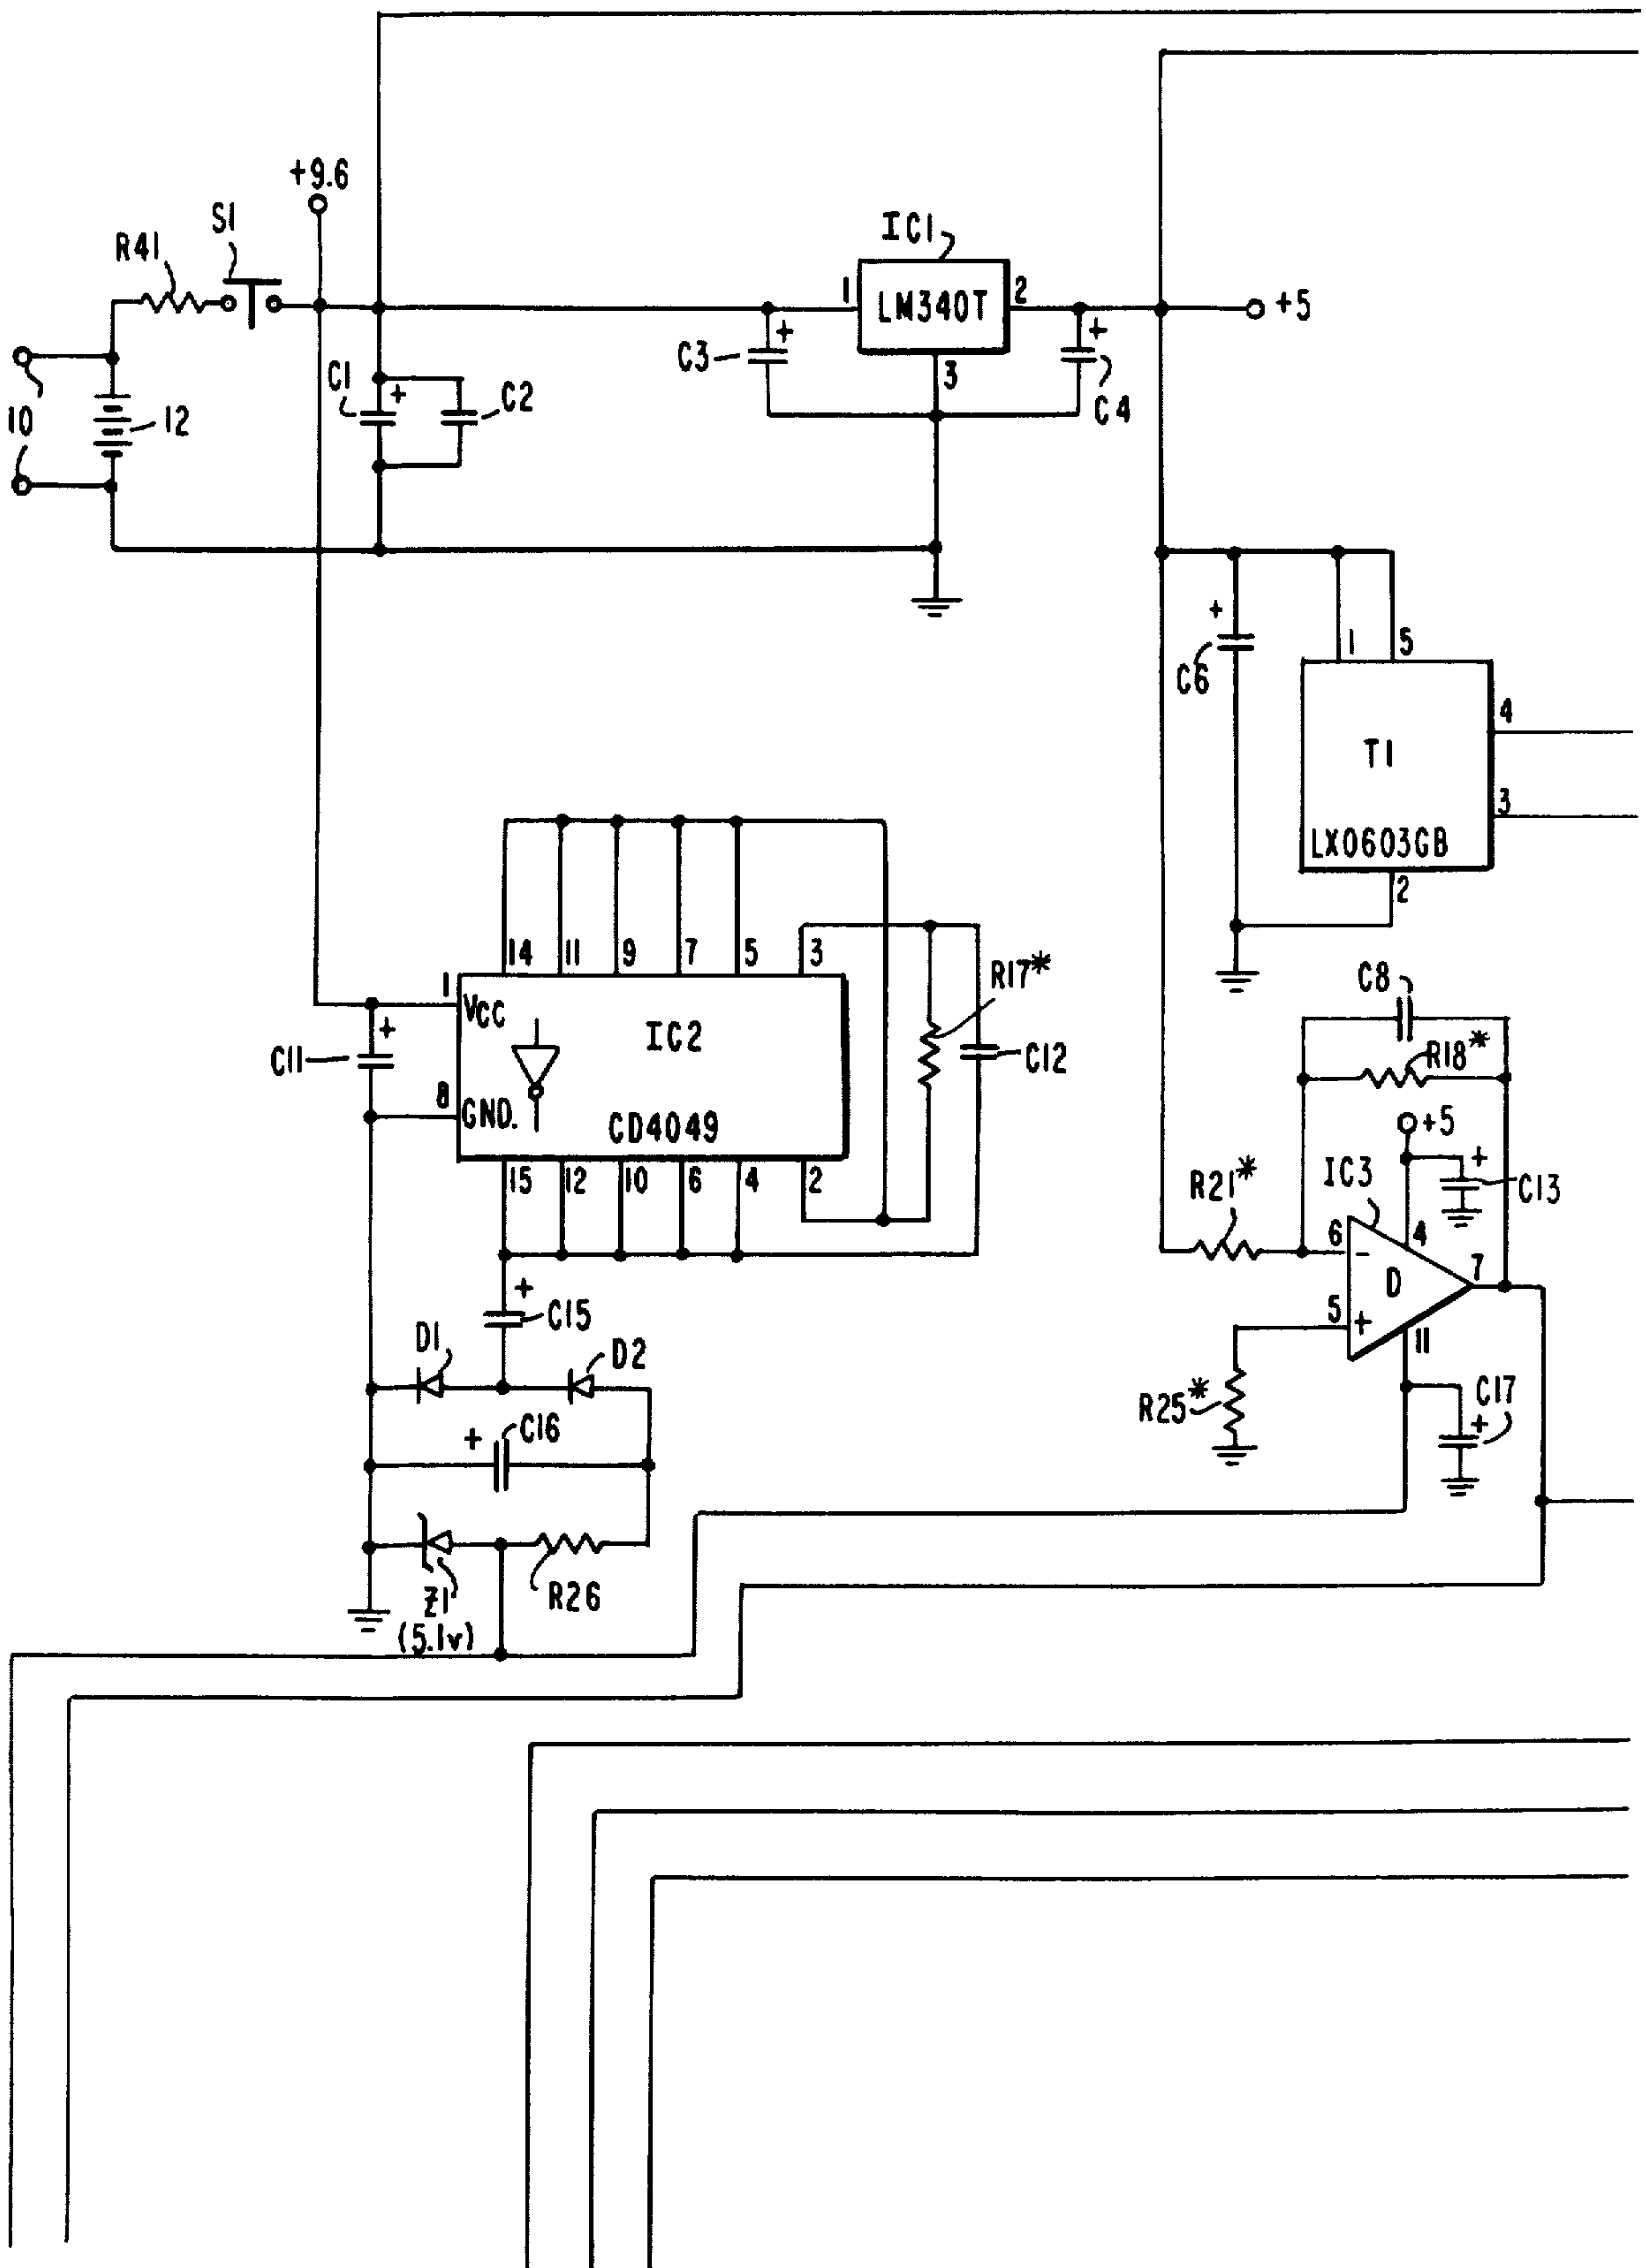 +9.6
S1
R41
IC1
1
LM340T
2
+5
+
C3
3
+
C4
10
12
C1
+
C2
+
C6
1
5
4
T1
3
LX0603GB
2
14
11
9
7
5
3
R17*
C8
1
VCC
IC2
+
C11
C12
R18*
8
GND.
CD4049
+5
+
C13
15
12
10
6
4
2
R21*
IC3
6
-
4
7
D
5
+
11
+
C15
D1
D2
R25*
C17
+
+
C16
Z1
(5.1v)
R26